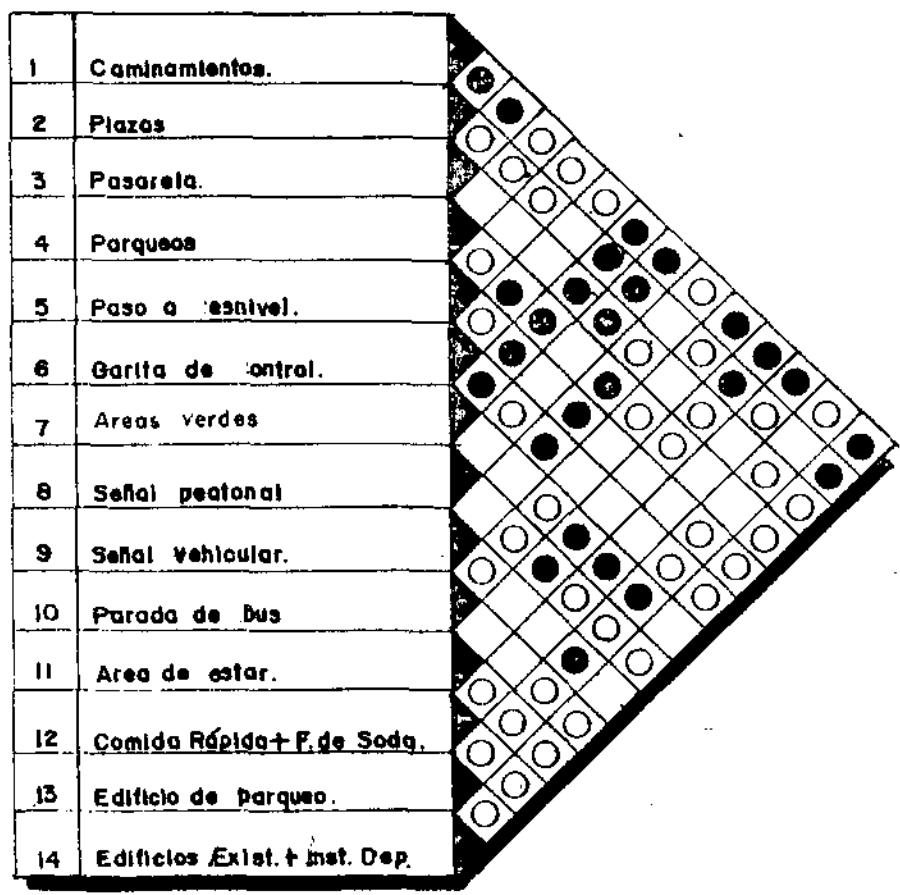 1 Caminamientos.
2 Plazas
3 Pasarela.
4 Parqueos
5 Paso a esnivel.
6 Garita de ontrol.
7 Areas verdes
8 Señal peatonal
9 Señal Vehicular.
10 Parada de Bus
11 Area de estar.
12 Comida Rápida + F. de Soda.
13 Edificio de parqueo.
14 Edificios Exist. + Inst. Dep.